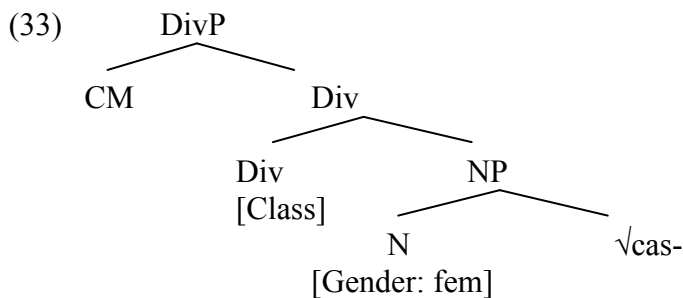 (33) DivP
CM Div
Div NP
[Class]
N √cas-
[Gender: fem]